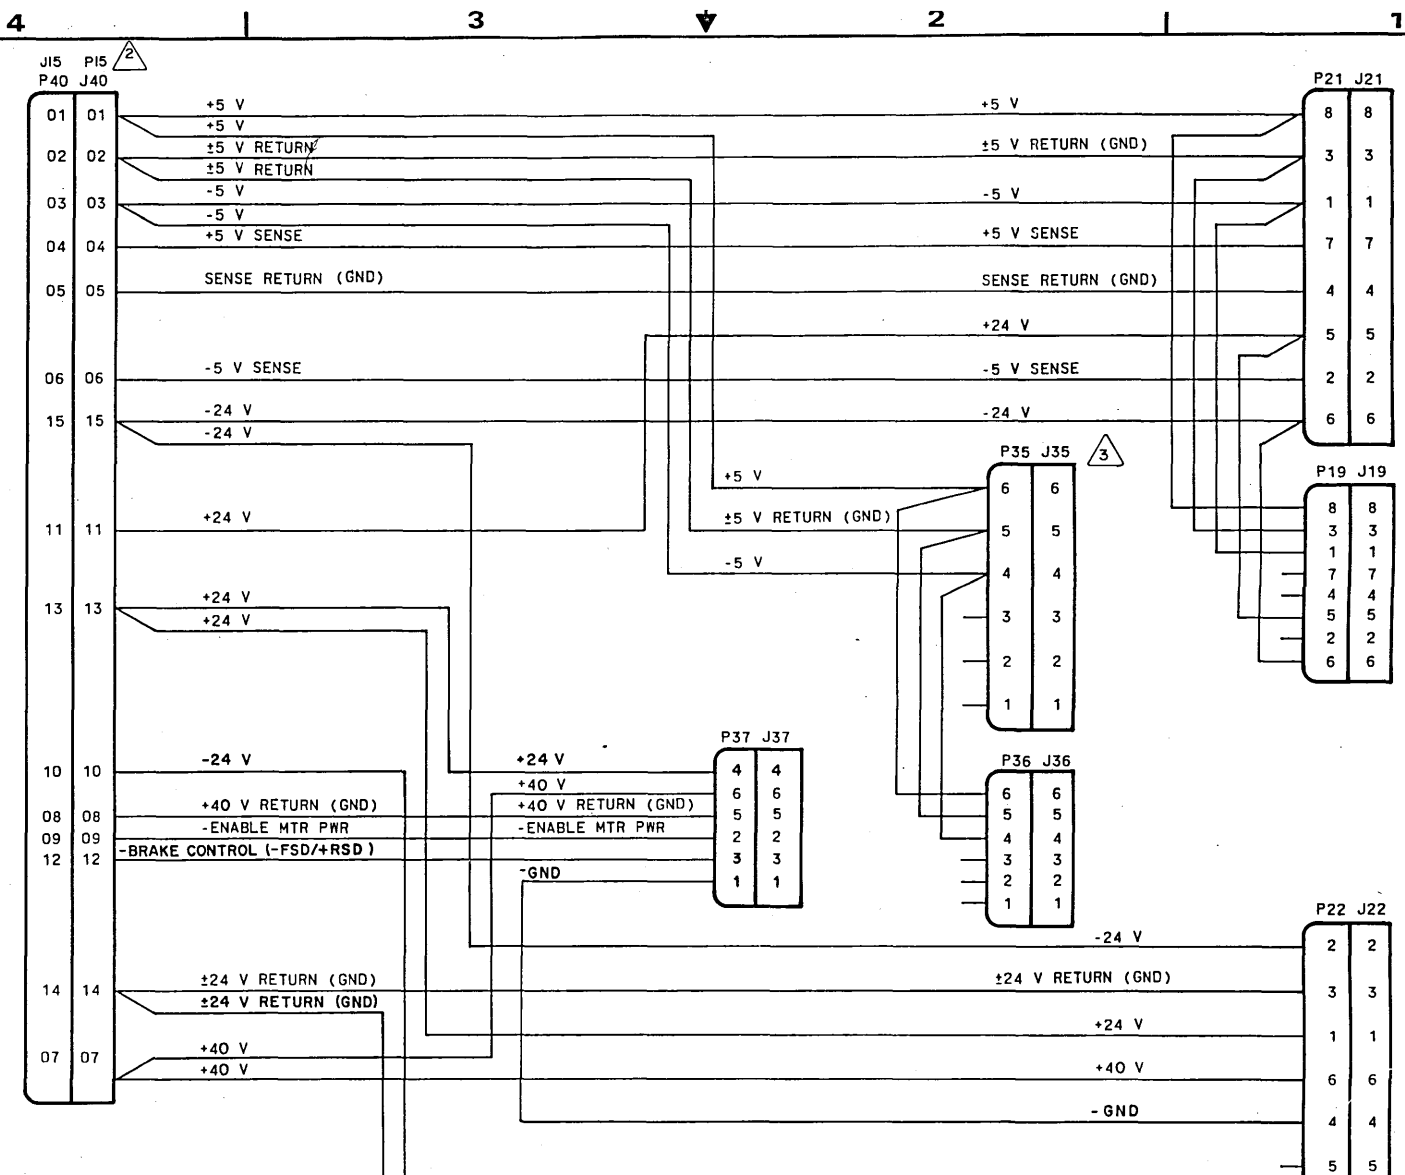 4 3 2 1
J15 P15 2
P40 J40
P21 J21
01 01 +5 V +5 V 8 8
+5 V
02 02 ±5 V RETURN ±5 V RETURN (GND) 3 3
±5 V RETURN
03 03 -5 V -5 V 1 1
-5 V
04 04 +5 V SENSE +5 V SENSE 7 7
05 05 SENSE RETURN (GND) SENSE RETURN (GND) 4 4
+24 V 5 5
06 06 -5 V SENSE -5 V SENSE 2 2
15 15 -24 V -24 V 6 6
-24 V
P35 J35 3
P19 J19
+5 V 6 6
8 8
11 11 +24 V ±5 V RETURN (GND) 5 5 3 3
1 1
-5 V 4 4 7 7
4 4
13 13 +24 V 3 3 5 5
+24 V
2 2
2 2 6 6
1 1
P37 J37
P36 J36
10 10 -24 V +24 V 4 4
+40 V 6 6 6 6
08 08 +40 V RETURN (GND) +40 V RETURN (GND) 5 5 5 5
09 09 -ENABLE MTR PWR -ENABLE MTR PWR 2 2 4 4
12 12 -BRAKE CONTROL (-FSD/+RSD) 3 3 3 3
-GND 1 1 2 2
1 1
P22 J22
-24 V 2 2
14 14 ±24 V RETURN (GND) ±24 V RETURN (GND) 3 3
±24 V RETURN (GND)
+24 V 1 1
07 07 +40 V
+40 V +40 V 6 6
-GND 4 4
5 5